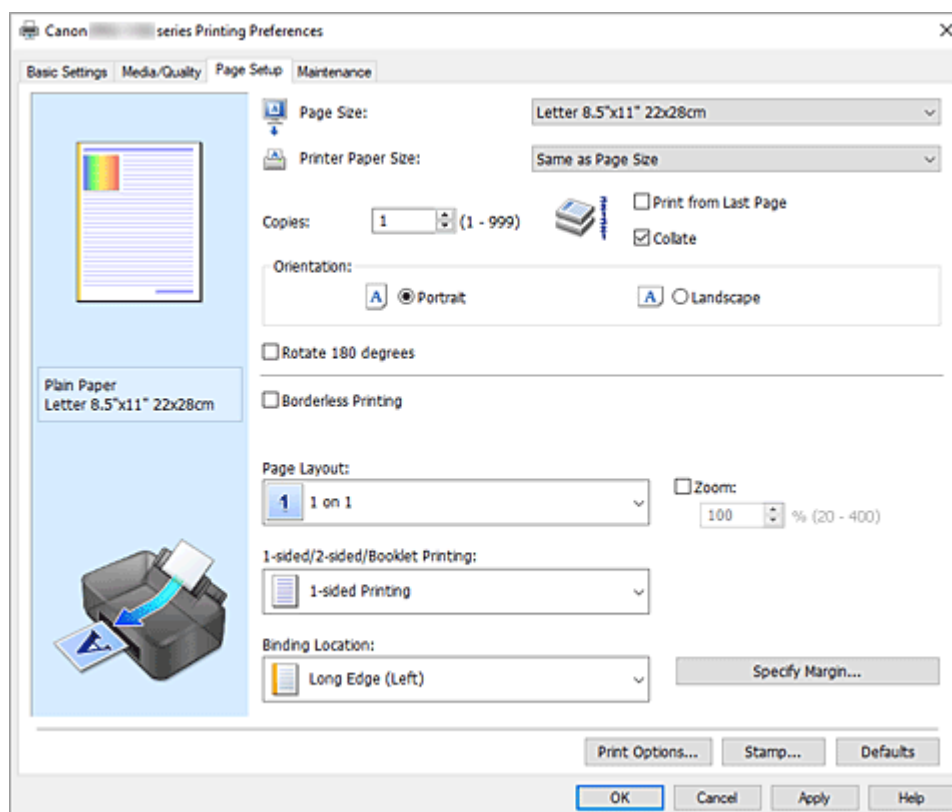 Canon series Printing Preferences
Basic Settings Media/Quality Page Setup Maintenance
Page Size: Letter 8.5"x11" 22x28cm
Printer Paper Size: Same as Page Size
Copies: 1 (1 - 999)
Print from Last Page
Collate
Orientation:
A Portrait A Landscape
Rotate 180 degrees
Plain Paper
Letter 8.5"x11" 22x28cm
Borderless Printing
Page Layout:
1 1 on 1
Zoom:
100 % (20 - 400)
1-sided/2-sided/Booklet Printing:
1-sided Printing
Binding Location:
Long Edge (Left)
Specify Margin...
A
Print Options... Stamp... Defaults
OK Cancel Apply Help